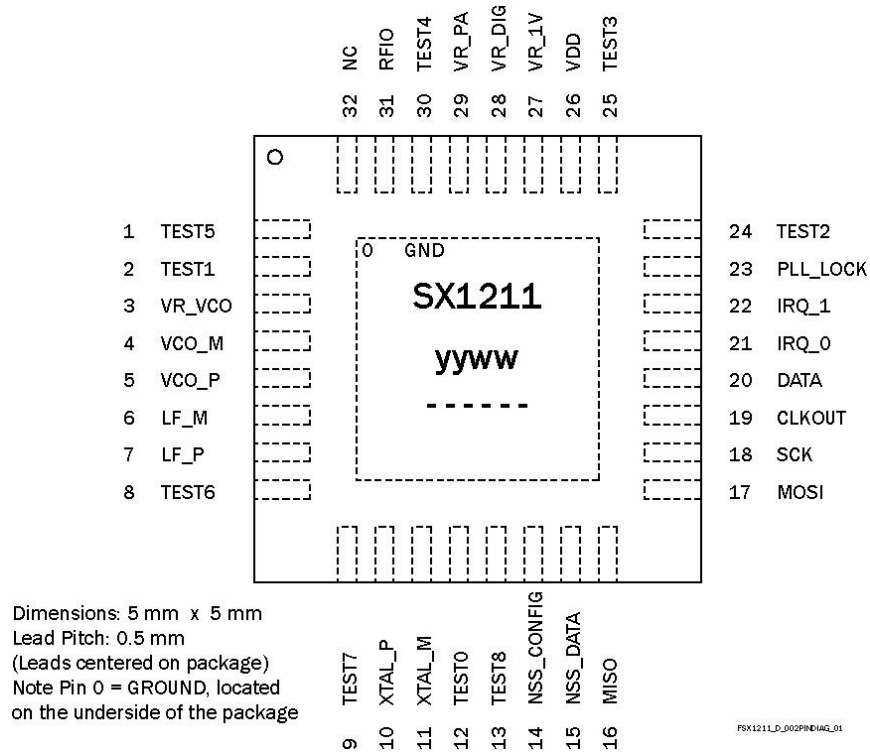 32 NC
31 RFIO
30 TEST4
29 VR_PA
28 VR_DIG
27 VR_1V
26 VDD
25 TEST3
1 TEST5
2 TEST1
3 VR_VCO
4 VCO_M
5 VCO_P
6 LF_M
7 LF_P
8 TEST6
0 GND
SX1211
yyww
- - - - - -
24 TEST2
23 PLL_LOCK
22 IRQ_1
21 IRQ_0
20 DATA
19 CLKOUT
18 SCK
17 MOSI
9 TEST7
10 XTAL_P
11 XTAL_M
12 TEST0
13 TEST8
14 NSS_CONFIG
15 NSS_DATA
16 MISO
Dimensions: 5 mm x 5 mm
Lead Pitch: 0.5 mm
(Leads centered on package)
Note Pin 0 = GROUND, located
on the underside of the package
FSX1211_D_002PINDIAG_01